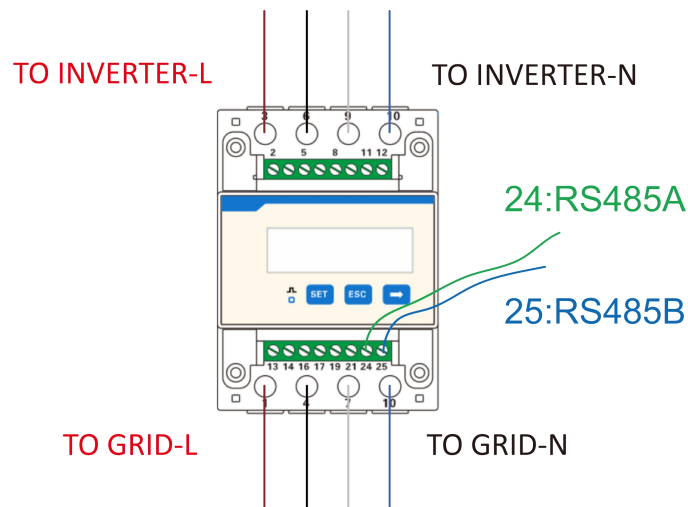 TO INVERTER-L
TO INVERTER-N
3 6 9 10
2 5 8 11 12
24:RS485A
SET ESC
25:RS485B
13 14 16 17 19 21 24 25
1 4 7 10
TO GRID-L
TO GRID-N